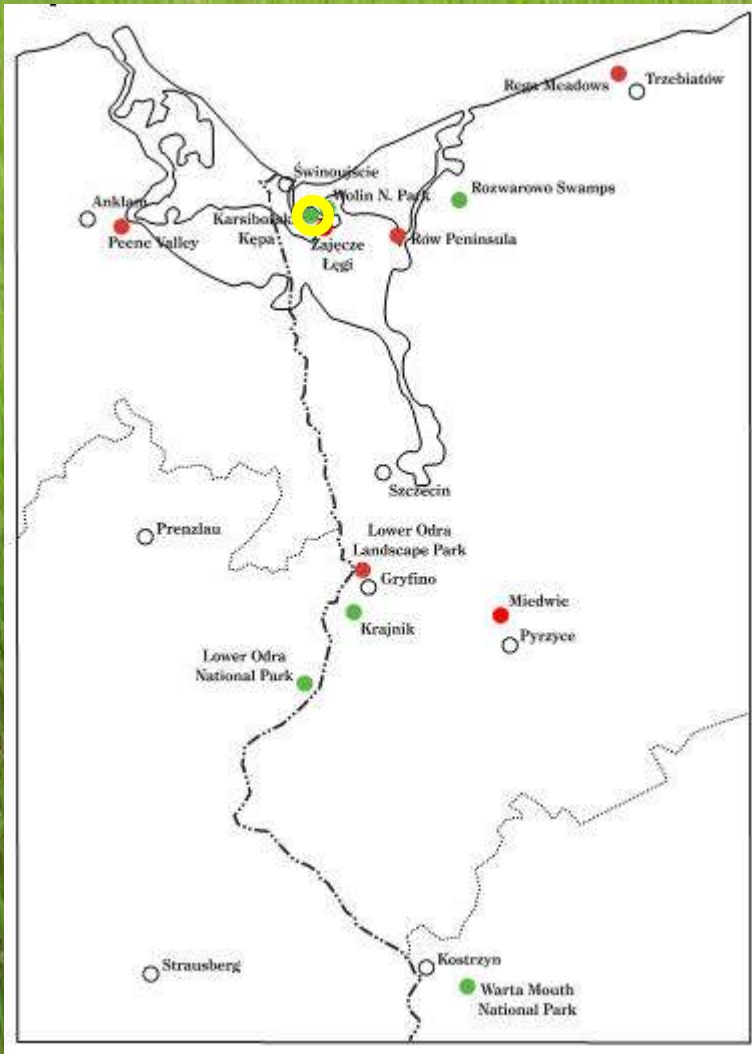 Rega Meadows
Trzebiatów
Świnoujście
Rozwarowo Swamps
Wolin N. Park
Anklam
Karsiborska
Kępa
Peene Valley
Zajęcze
Łęgi
Rów Peninsula
Szczecin
Prenzlau
Lower Odra
Landscape Park
Gryfino
Miedwie
Krajnik
Pyrzyce
Lower Odra
National Park
Kostrzyn
Strausberg
Warta Mouth
National Park